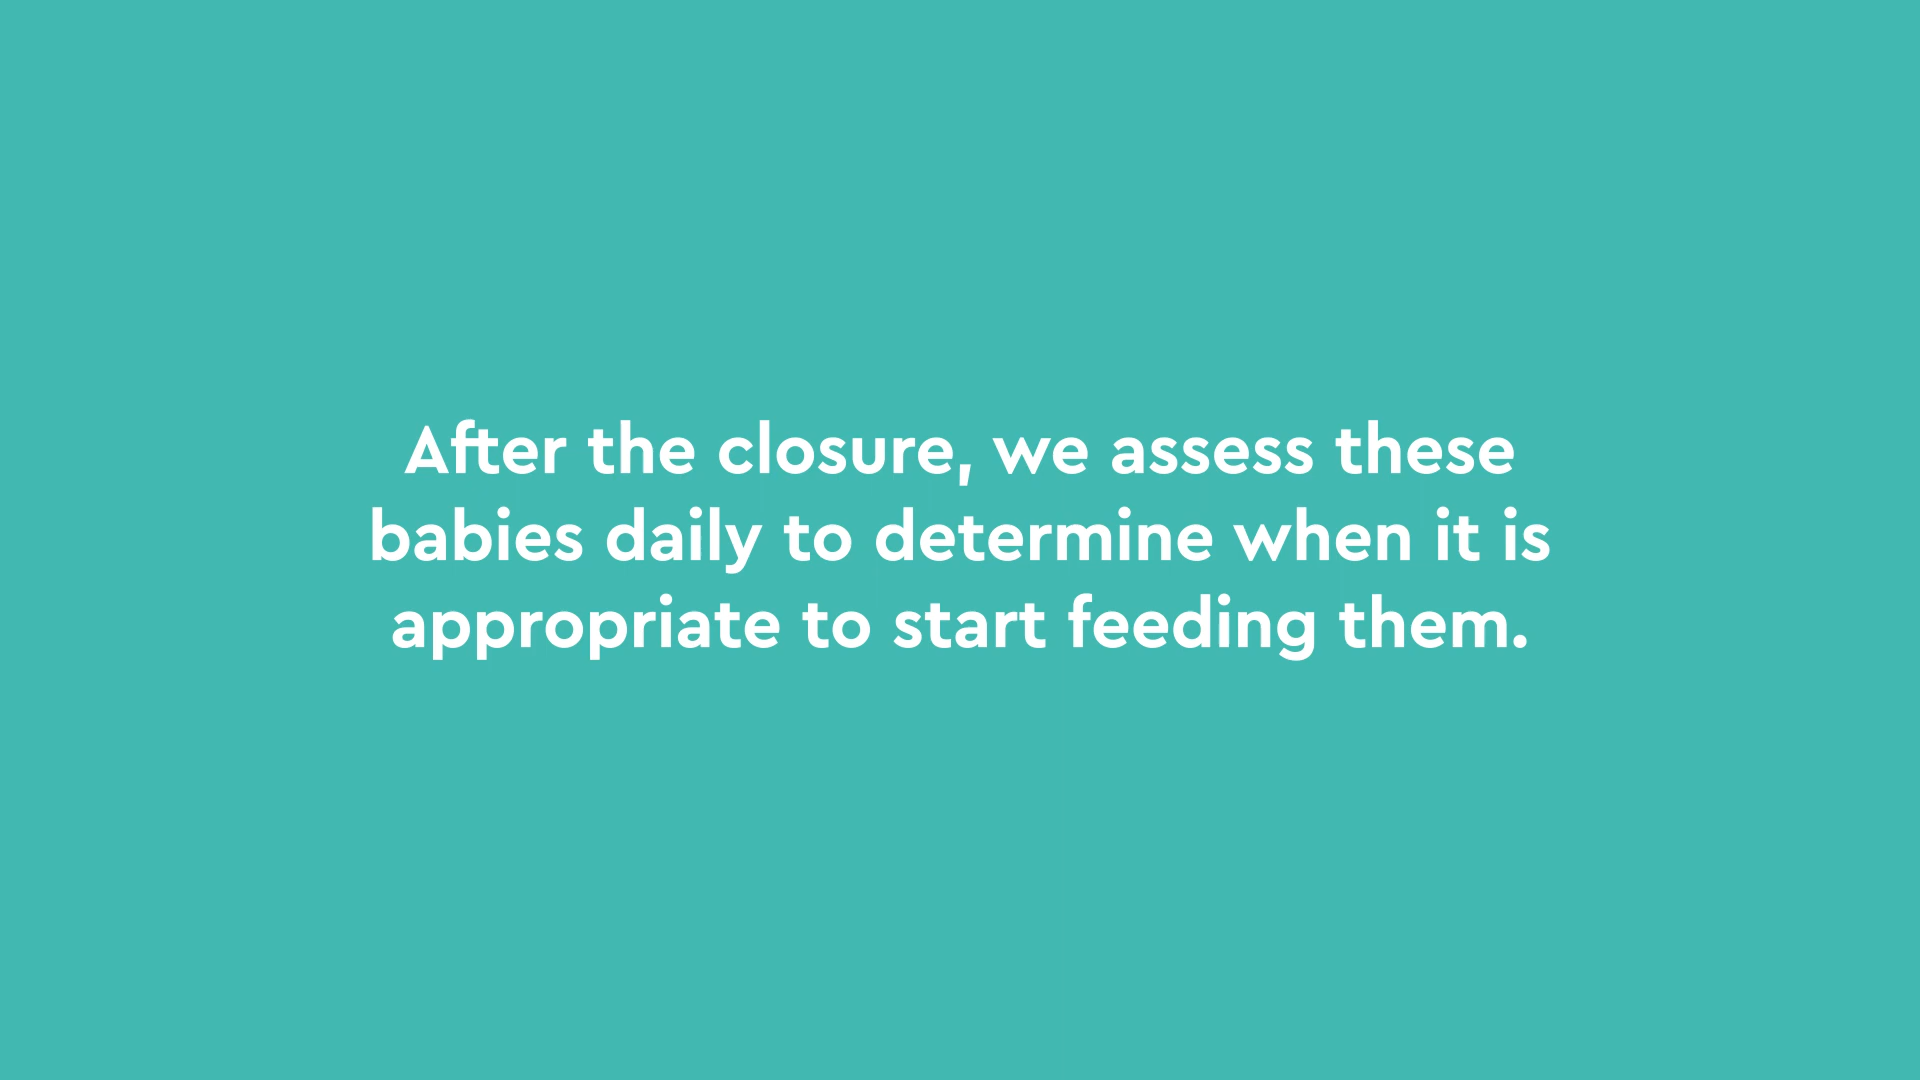 After the closure, we assess these
babies daily to determine when it is
appropriate to start feeding them.